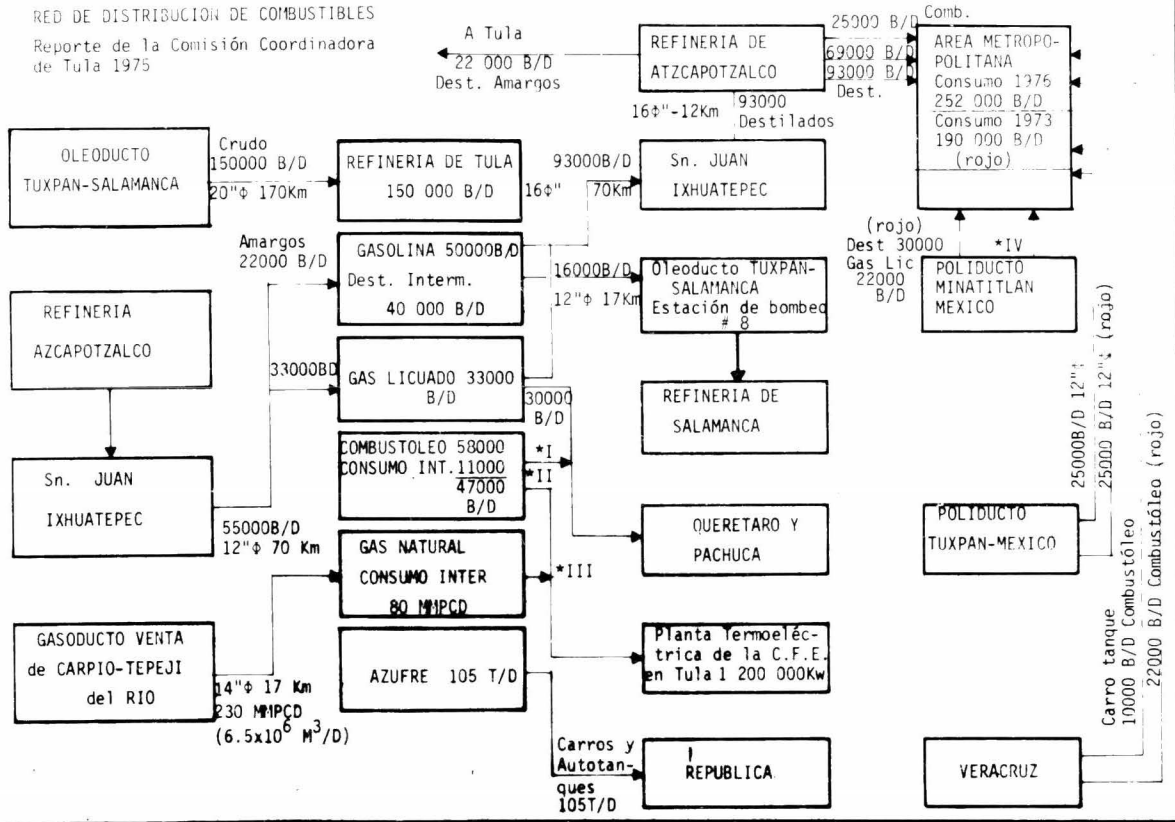 RED DE DISTRIBUCION DE COMBUSTIBLES
Reporte de la Comisión Coordinadora
de Tula 1975
A Tula
22 000 B/D
Dest. Amargos
REFINERIA DE
ATZCAPOTZALCO
25000 B/D
69000 B/D
93000 B/D
Dest.
Comb.
AREA METROPO-
POLITANA
Consumo 1976
252 000 B/D
Consumo 1973
190 000 B/D
(rojo)
16Φ"-12Km
93000
Destilados
OLEODUCTO
TUXPAN-SALAMANCA
Crudo
150000 B/D
20"Φ 170Km
REFINERIA DE TULA
150 000 B/D
93000B/D
16Φ" 70Km
Sn. JUAN
IXHUATEPEC
Amargos
22000 B/D
GASOLINA 50000B/D
Dest. Interm.
40 000 B/D
16000B/D
12"Φ 17Km
Oleoducto TUXPAN-
SALAMANCA
Estación de bombeo
# 8
(rojo)
Dest 30000
Gas Lic
22000
B/D
*IV
POLIDUCTO
MINATITLAN
MEXICO
REFINERIA
AZCAPOTZALCO
33000BD
GAS LICUADO 33000
B/D
30000
B/D
REFINERIA DE
SALAMANCA
COMBUSTOLEO 58000
CONSUMO INT. 11000
47000
B/D
*I
*II
Sn. JUAN
IXHUATEPEC
55000B/D
12"Φ 70 Km
QUERETARO Y
PACHUCA
POLIDUCTO
TUXPAN-MEXICO
25000B/D 12"Φ
25000 B/D 12"Φ (rojo)
GAS NATURAL
CONSUMO INTER
80 MMPCD
*III
GASODUCTO VENTA
de CARPIO-TEPEJI
del RIO
14"Φ 17 Km
230 MMPCD
(6.5x10⁶ M³/D)
AZUFRE 105 T/D
Planta Termoeléc-
trica de la C.F.E.
en Tula 1 200 000Kw
Carros y
Autotan-
ques
105T/D
REPUBLICA
VERACRUZ
Carro tanque
10000 B/D Combustóleo
22000 B/D Combustóleo (rojo)